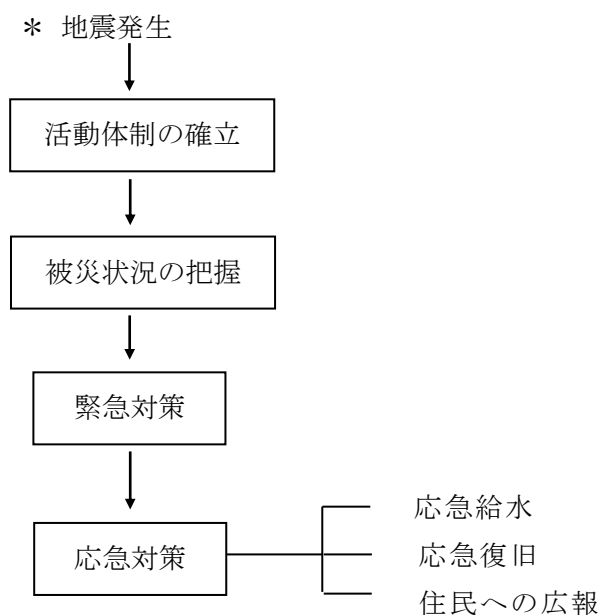 ＊ 地震発生
活動体制の確立
被災状況の把握
緊急対策
応急対策
応急給水
応急復旧
住民への広報